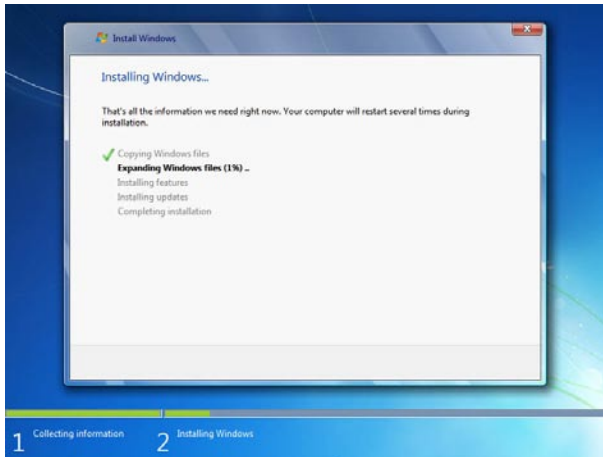 Install Windows
Installing Windows...
That's all the information we need right now. Your computer will restart several times during
installation.
Copying Windows files
Expanding Windows files (1%) ..
Installing features
Installing updates
Completing installation
1 Collecting information
2 Installing Windows